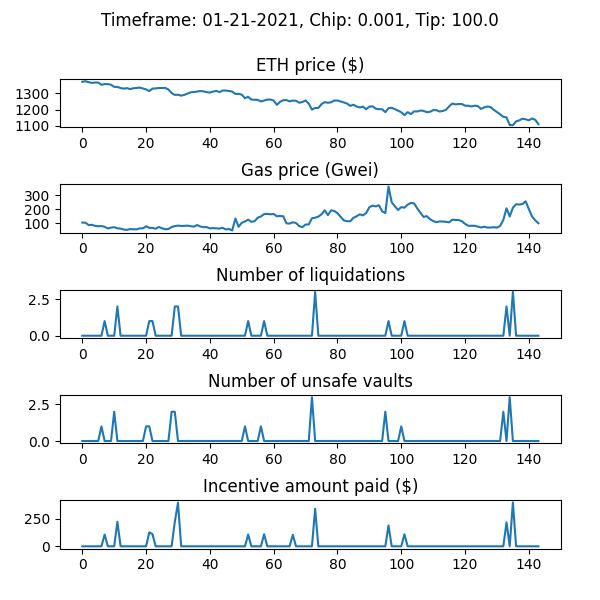 Timeframe: 01-21-2021, Chip: 0.001, Tip: 100.0
ETH price ($)
1300
1200
1100
0 20 40 60 80 100 120 140
Gas price (Gwei)
300
200
100
0 20 40 60 80 100 120 140
Number of liquidations
2.5
0.0
0 20 40 60 80 100 120 140
Number of unsafe vaults
2.5
0.0
0 20 40 60 80 100 120 140
Incentive amount paid ($)
250
0
0 20 40 60 80 100 120 140